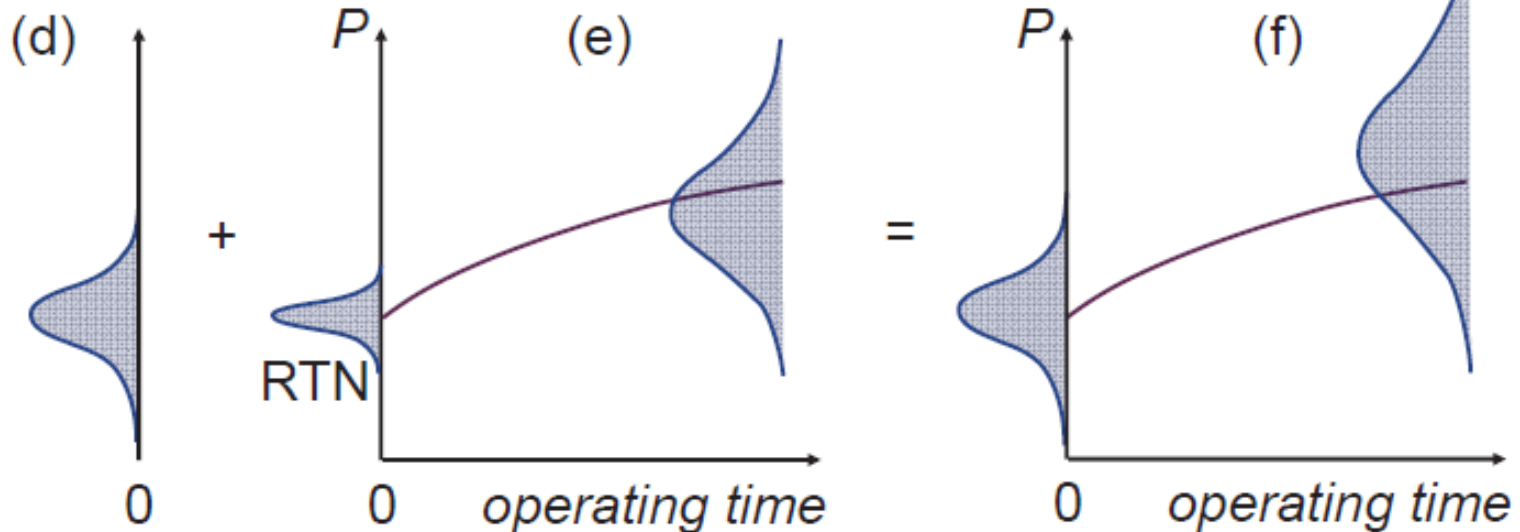 (d) P (e) P (f)
+ =
RTN
0 0 operating time 0 operating time